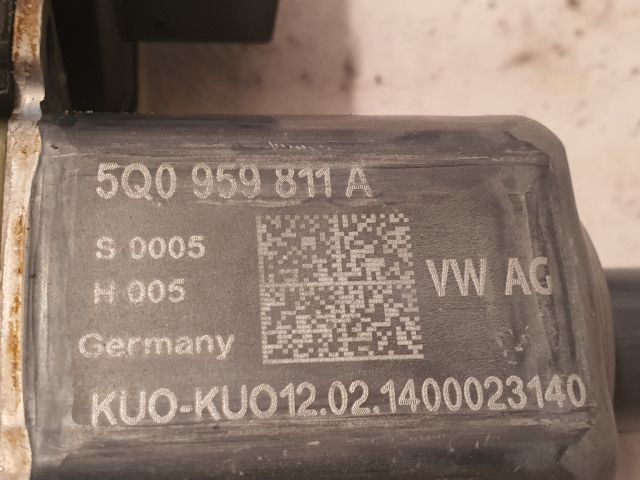 5Q0 959 811 A
S 0005
H 005
VW AG
Germany
KUO-KUO12.02.1400023140